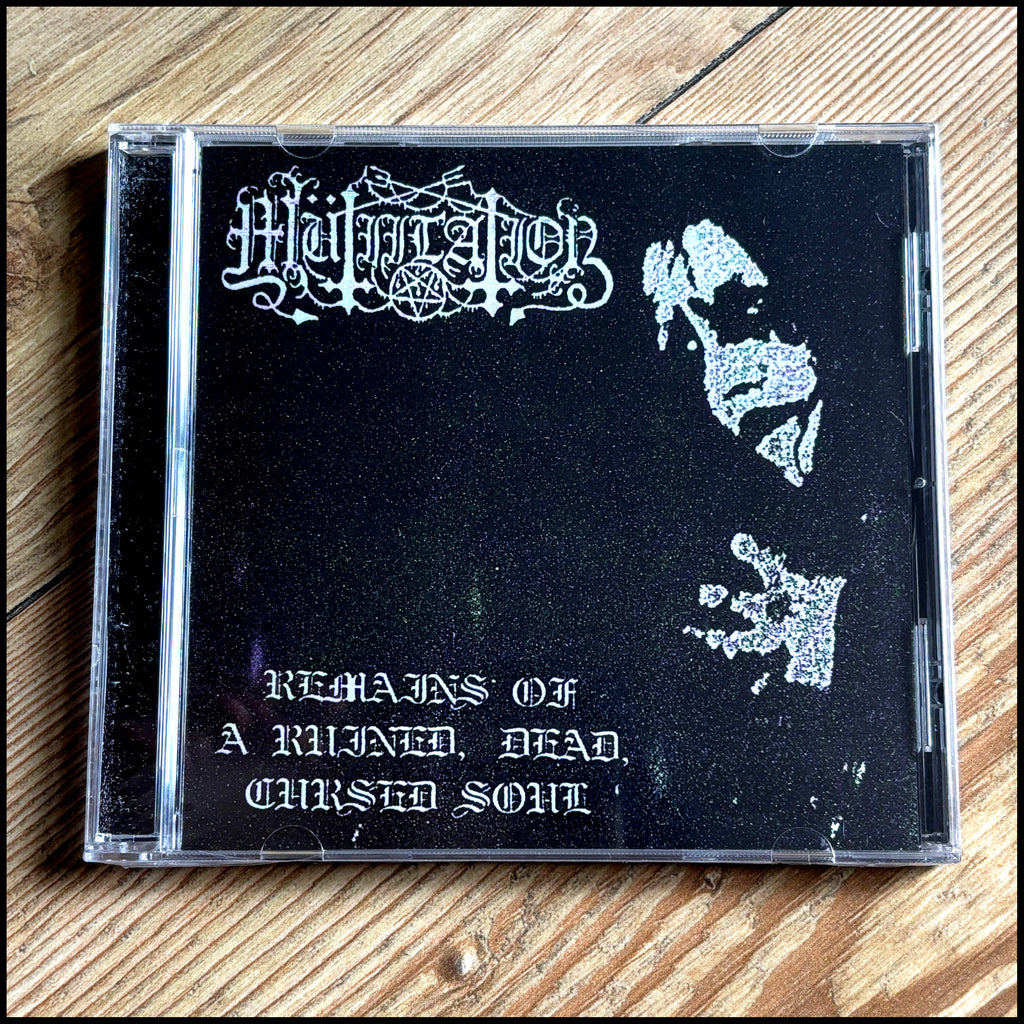 Mütiilation
REMAINS OF
A RUINED, DEAD,
CURSED SOUL